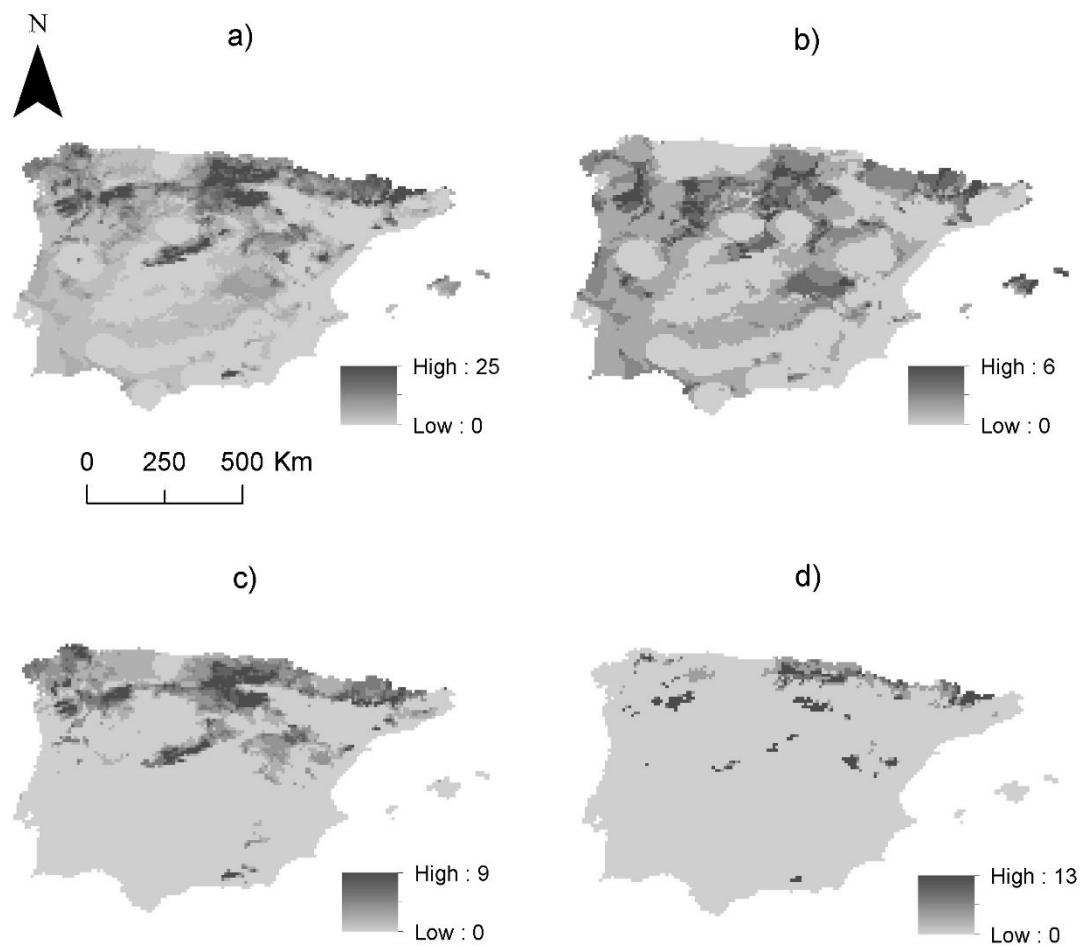 N
a)
b)
High : 25
Low : 0
High : 6
Low : 0
0 250 500 Km
c)
d)
High : 9
Low : 0
High : 13
Low : 0